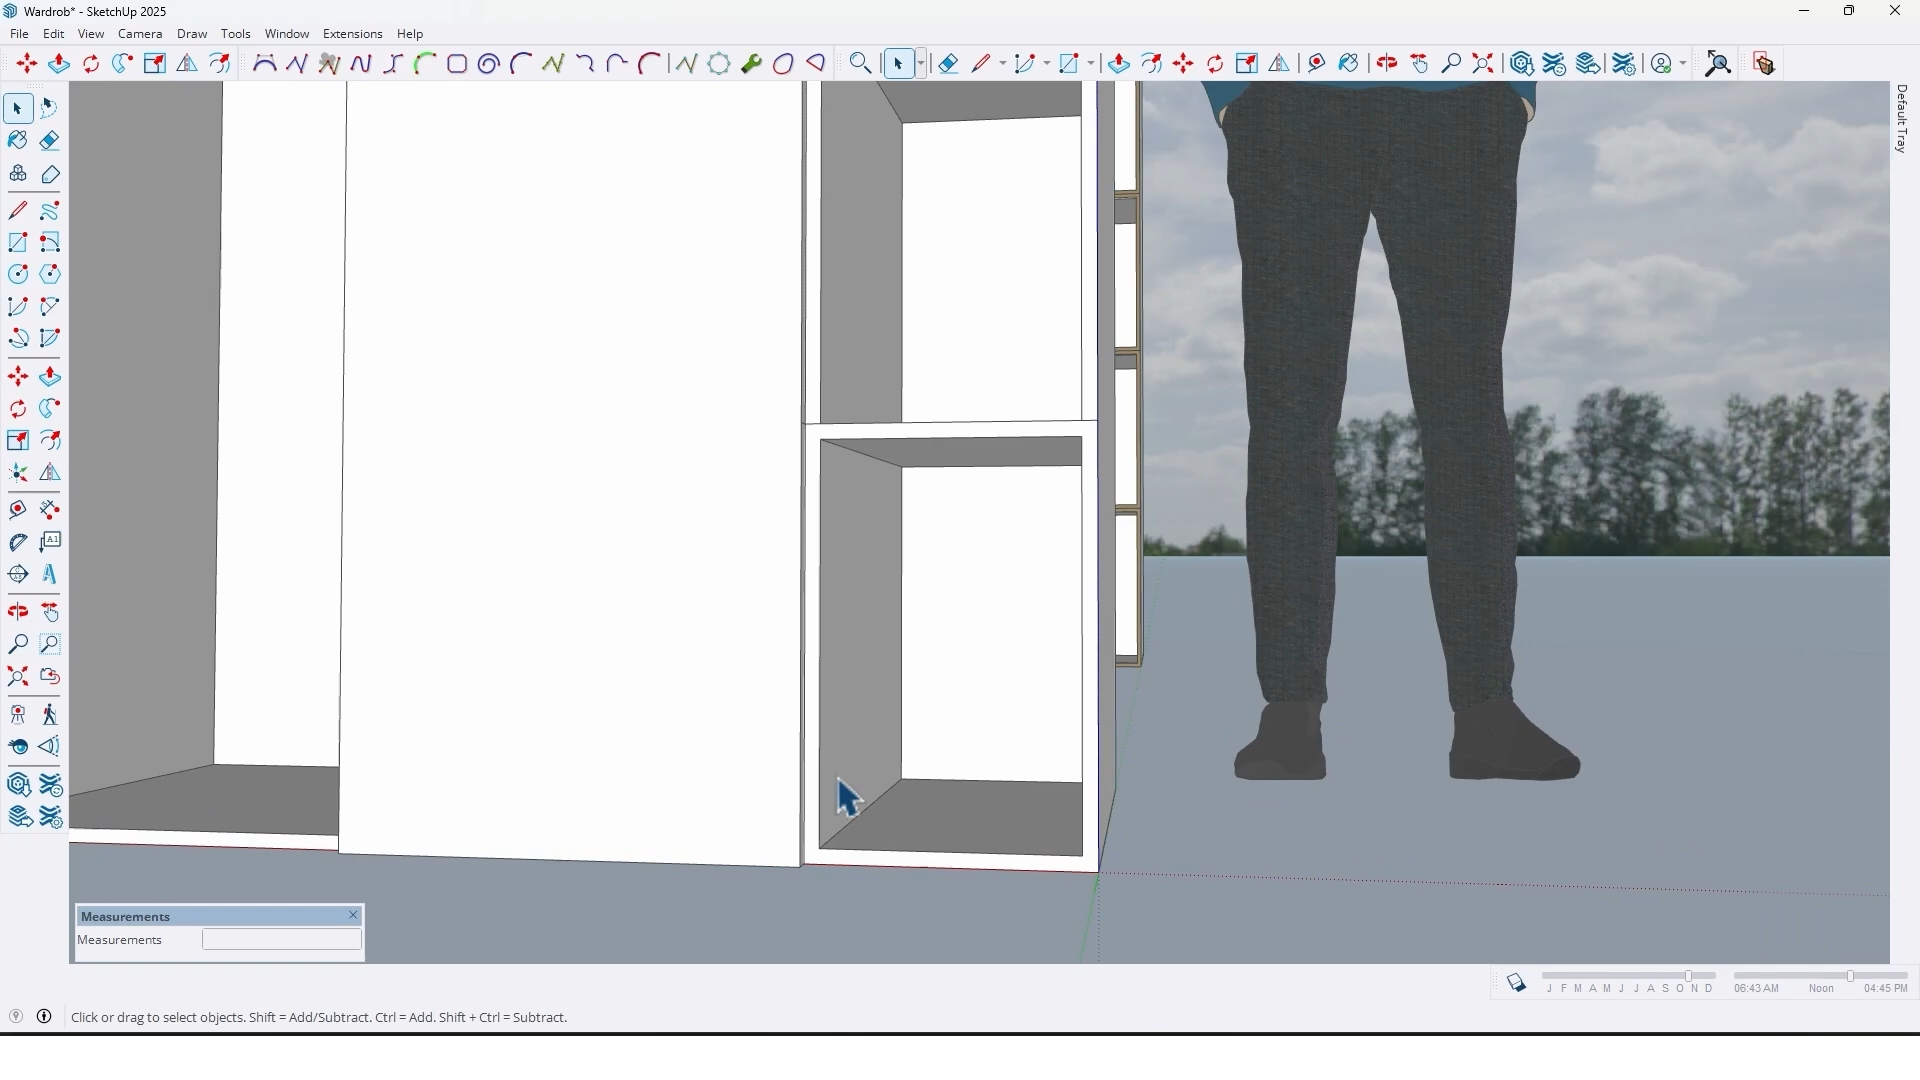 Wardrob* - SketchUp 2025
File Edit View Camera Draw Tools Window Extensions Help
Default Tray
A1
Measurements
Measurements
J F M A M J J A S O N D
06:43 AM Noon 04:45 PM
Click or drag to select objects. Shift = Add/Subtract. Ctrl = Add. Shift + Ctrl = Subtract.